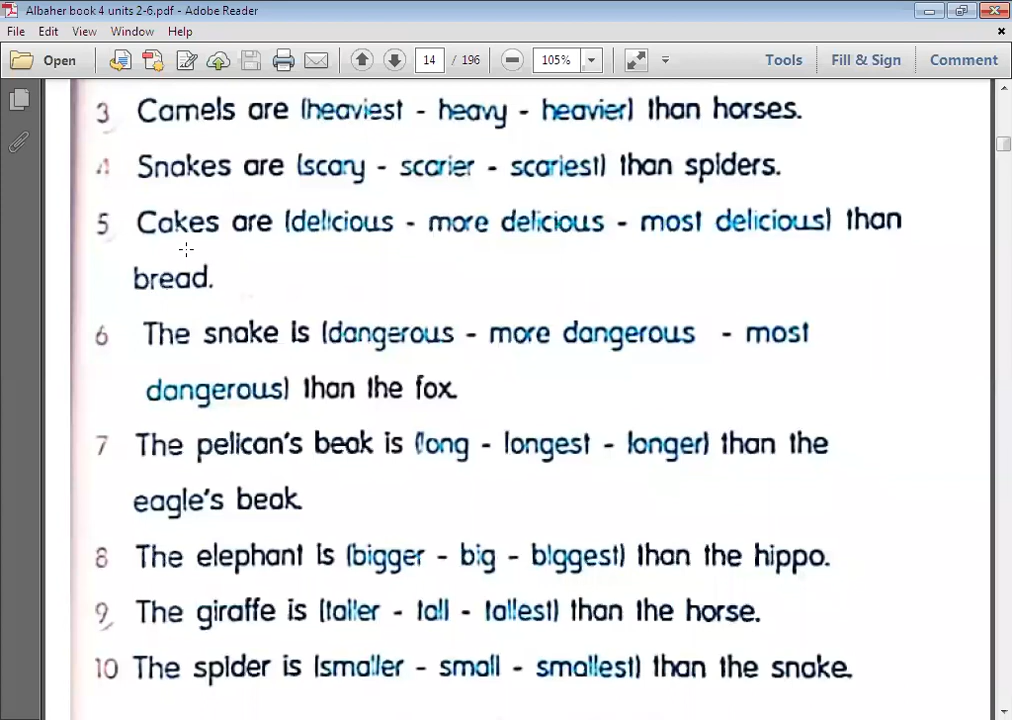 Albaher book 4 units 2-6.pdf - Adobe Reader
File Edit View Window Help
Open 14 / 196 105% Tools Fill & Sign Comment
3 Camels are (heaviest - heavy - heavier) than horses.
4 Snakes are (scary - scarier - scariest) than spiders.
5 Cakes are (delicious - more delicious - most delicious) than
bread.
6 The snake is (dangerous - more dangerous - most
dangerous) than the fox.
7 The pelican's beak is (long - longest - longer) than the
eagle's beak.
8 The elephant is (bigger - big - biggest) than the hippo.
9 The giraffe is (taller - tall - tallest) than the horse.
10 The spider is (smaller - small - smallest) than the snake.